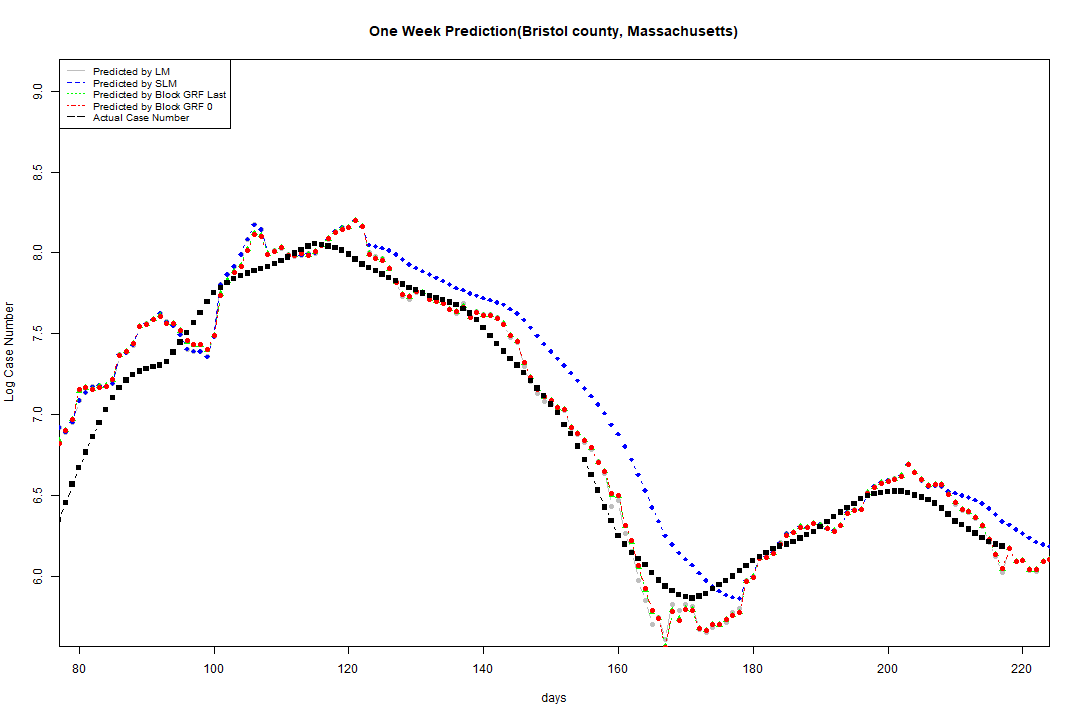 One Week Prediction(Bristol county, Massachusetts)
Predicted by LM
Predicted by SLM
Predicted by Block GRF Last
Predicted by Block GRF 0
Actual Case Number
Log Case Number
9.0
8.5
8.0
7.5
7.0
6.5
6.0
80 100 120 140 160 180 200 220
days